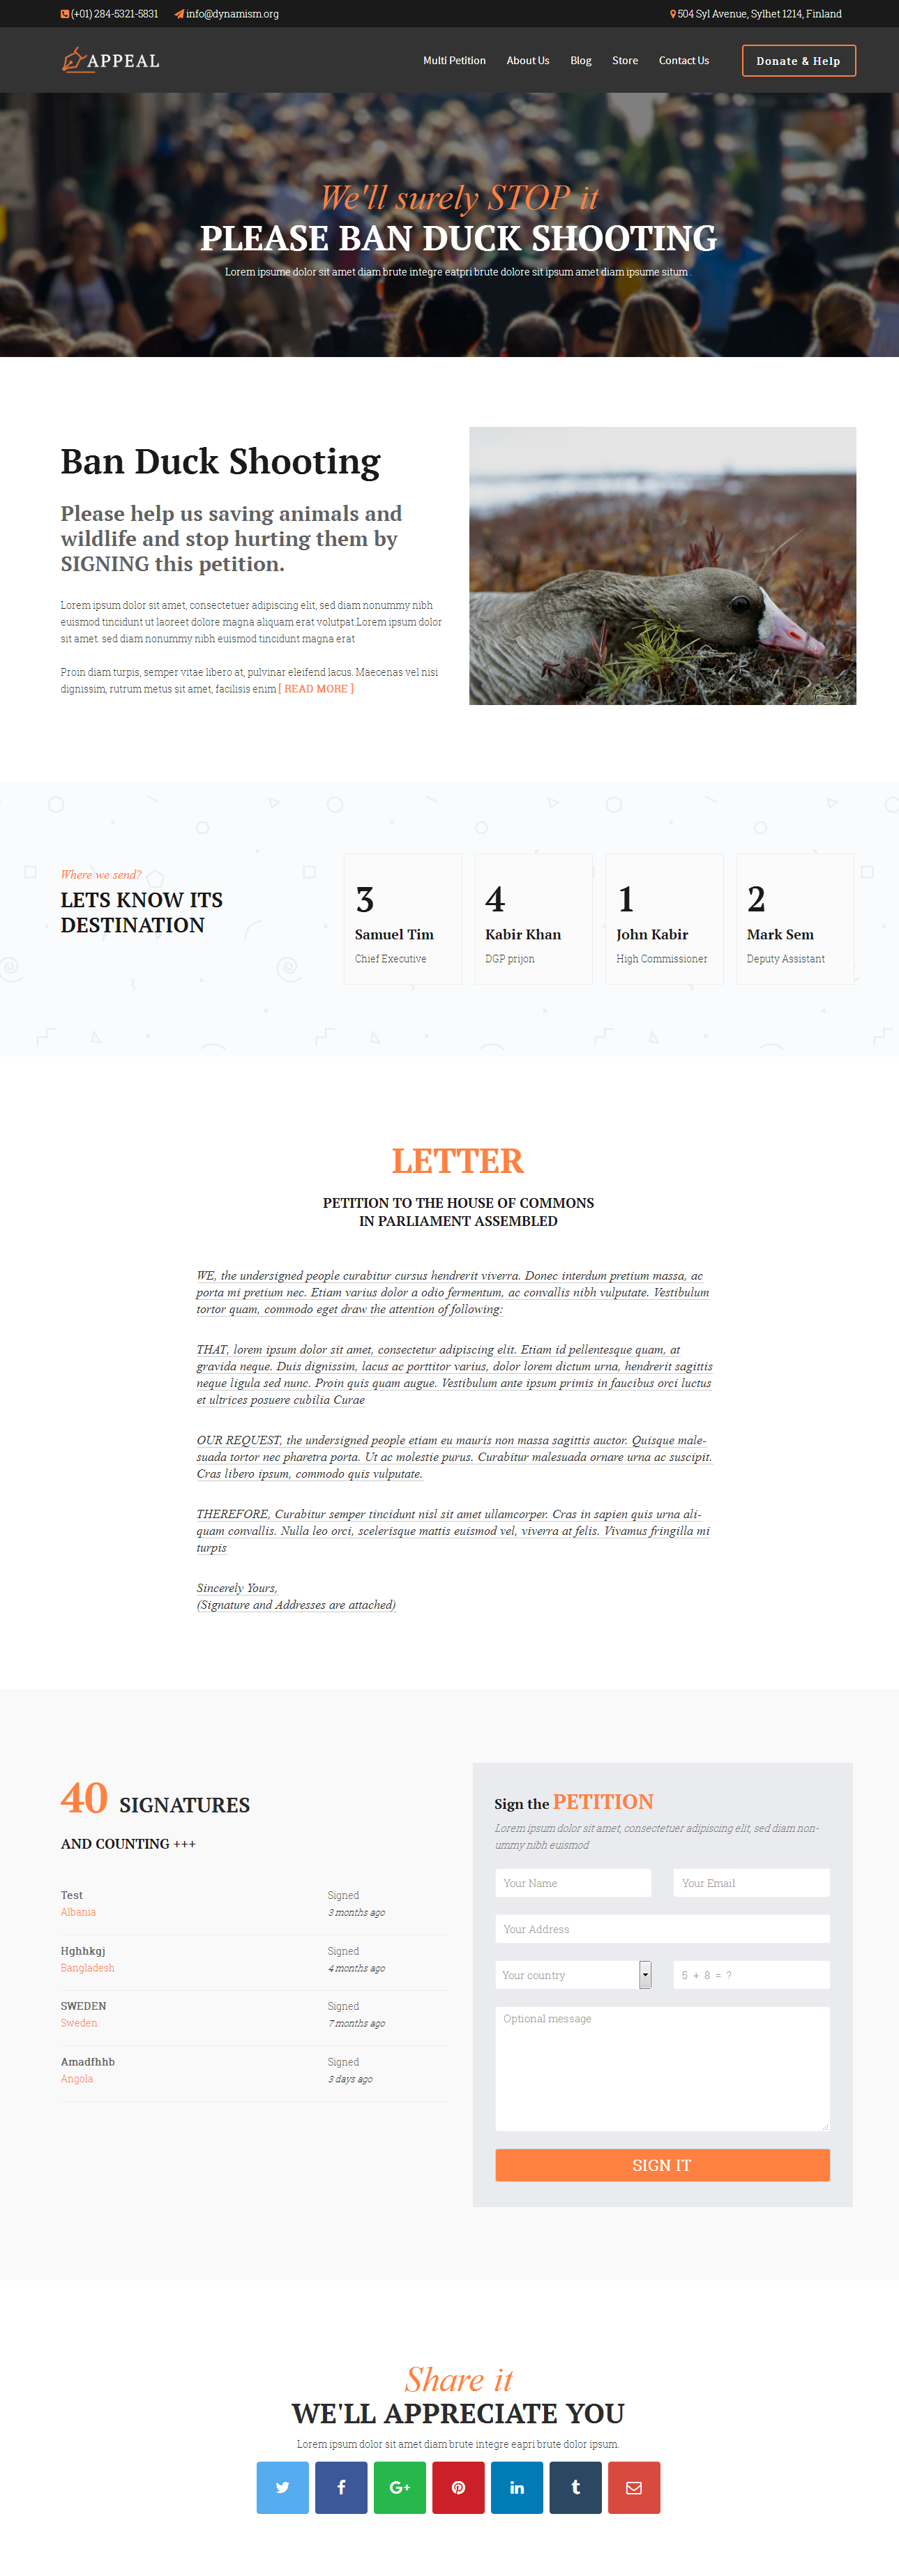 (+01) 284-5321-5831 info@dynamism.org 504 Syl Avenue, Sylhet 1214, Finland
APPEAL Multi Petition About Us Blog Store Contact Us Donate & Help
We'll surely STOP it
PLEASE BAN DUCK SHOOTING
Lorem ipsume dolor sit amet diam brute integre eatpri brute dolore sit ipsum amet diam ipsume situm .
Ban Duck Shooting
Please help us saving animals and
wildlife and stop hurting them by
SIGNING this petition.
Lorem ipsum dolor sit amet, consectetuer adipiscing elit, sed diam nonummy nibh
euismod tincidunt ut laoreet dolore magna aliquam erat volutpat.Lorem ipsum dolor
sit amet. sed diam nonummy nibh euismod tincidunt magna erat
Proin diam turpis, semper vitae libero at, pulvinar eleifend lacus. Maecenas vel nisi
dignissim, rutrum metus sit amet, facilisis enim [ READ MORE ]
Where we send?
LETS KNOW ITS
DESTINATION
3
Samuel Tim
Chief Executive
4
Kabir Khan
DGP prijon
1
John Kabir
High Commissioner
2
Mark Sem
Deputy Assistant
LETTER
PETITION TO THE HOUSE OF COMMONS
IN PARLIAMENT ASSEMBLED
WE, the undersigned people curabitur cursus hendrerit viverra. Donec interdum pretium massa, ac
porta mi pretium nec. Etiam varius dolor a odio fermentum, ac convallis nibh vulputate. Vestibulum
tortor quam, commodo eget draw the attention of following:
THAT, lorem ipsum dolor sit amet, consectetur adipiscing elit. Etiam id pellentesque quam, at
gravida neque. Duis dignissim, lacus ac porttitor varius, dolor lorem dictum urna, hendrerit sagittis
neque ligula sed nunc. Proin quis quam augue. Vestibulum ante ipsum primis in faucibus orci luctus
et ultrices posuere cubilia Curae
OUR REQUEST, the undersigned people etiam eu mauris non massa sagittis auctor. Quisque male-
suada tortor nec pharetra porta. Ut ac molestie purus. Curabitur malesuada ornare urna ac suscipit.
Cras libero ipsum, commodo quis vulputate.
THEREFORE, Curabitur semper tincidunt nisl sit amet ullamcorper. Cras in sapien quis urna ali-
quam convallis. Nulla leo orci, scelerisque mattis euismod vel, viverra at felis. Vivamus fringilla mi
turpis
Sincerely Yours,
(Signature and Addresses are attached)
40 SIGNATURES
AND COUNTING +++
Test Signed
Albania 3 months ago
Hghhkgj Signed
Bangladesh 4 months ago
SWEDEN Signed
Sweden 7 months ago
Amadfhhb Signed
Angola 3 days ago
Sign the PETITION
Lorem ipsum dolor sit amet, consectetuer adipiscing elit, sed diam non-
ummy nibh euismod
Your Name Your Email
Your Address
Your country 5 + 8 = ?
Optional message
SIGN IT
Share it
WE'LL APPRECIATE YOU
Lorem ipsum dolor sit amet diam brute integre eapri brute dolor ipsum.